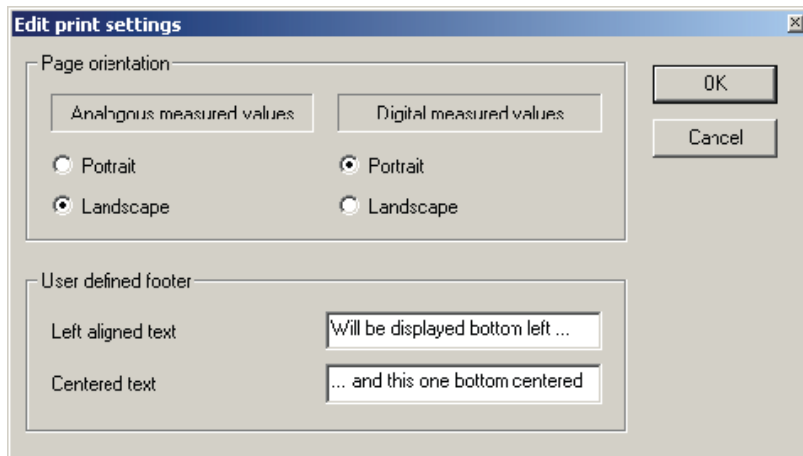 Edit print settings
Page orientation
OK
Analogous measured values Digital measured values
Cancel
Portrait Portrait
Landscape Landscape
User defined footer
Left aligned text Will be displayed bottom left ...
Centered text ... and this one bottom centered